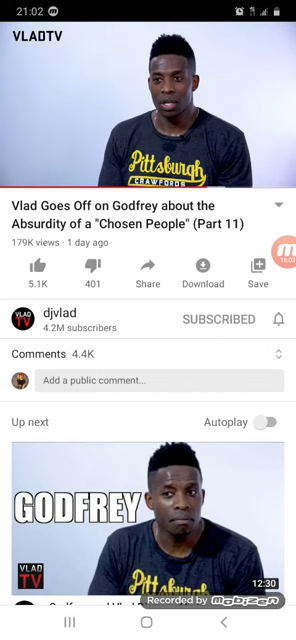 21:02
VLADTV
Pittsburgh
CRAWFORDS
Vlad Goes Off on Godfrey about the
Absurdity of a "Chosen People" (Part 11)
179K views · 1 day ago
5.1K
401
Share
Download
Save
16:03
djvlad
4.2M subscribers
SUBSCRIBED
Comments 4.4K
Add a public comment...
Up next
Autoplay
GODFREY
VLAD
TV
Pittsburgh
12:30
Recorded by mobizen